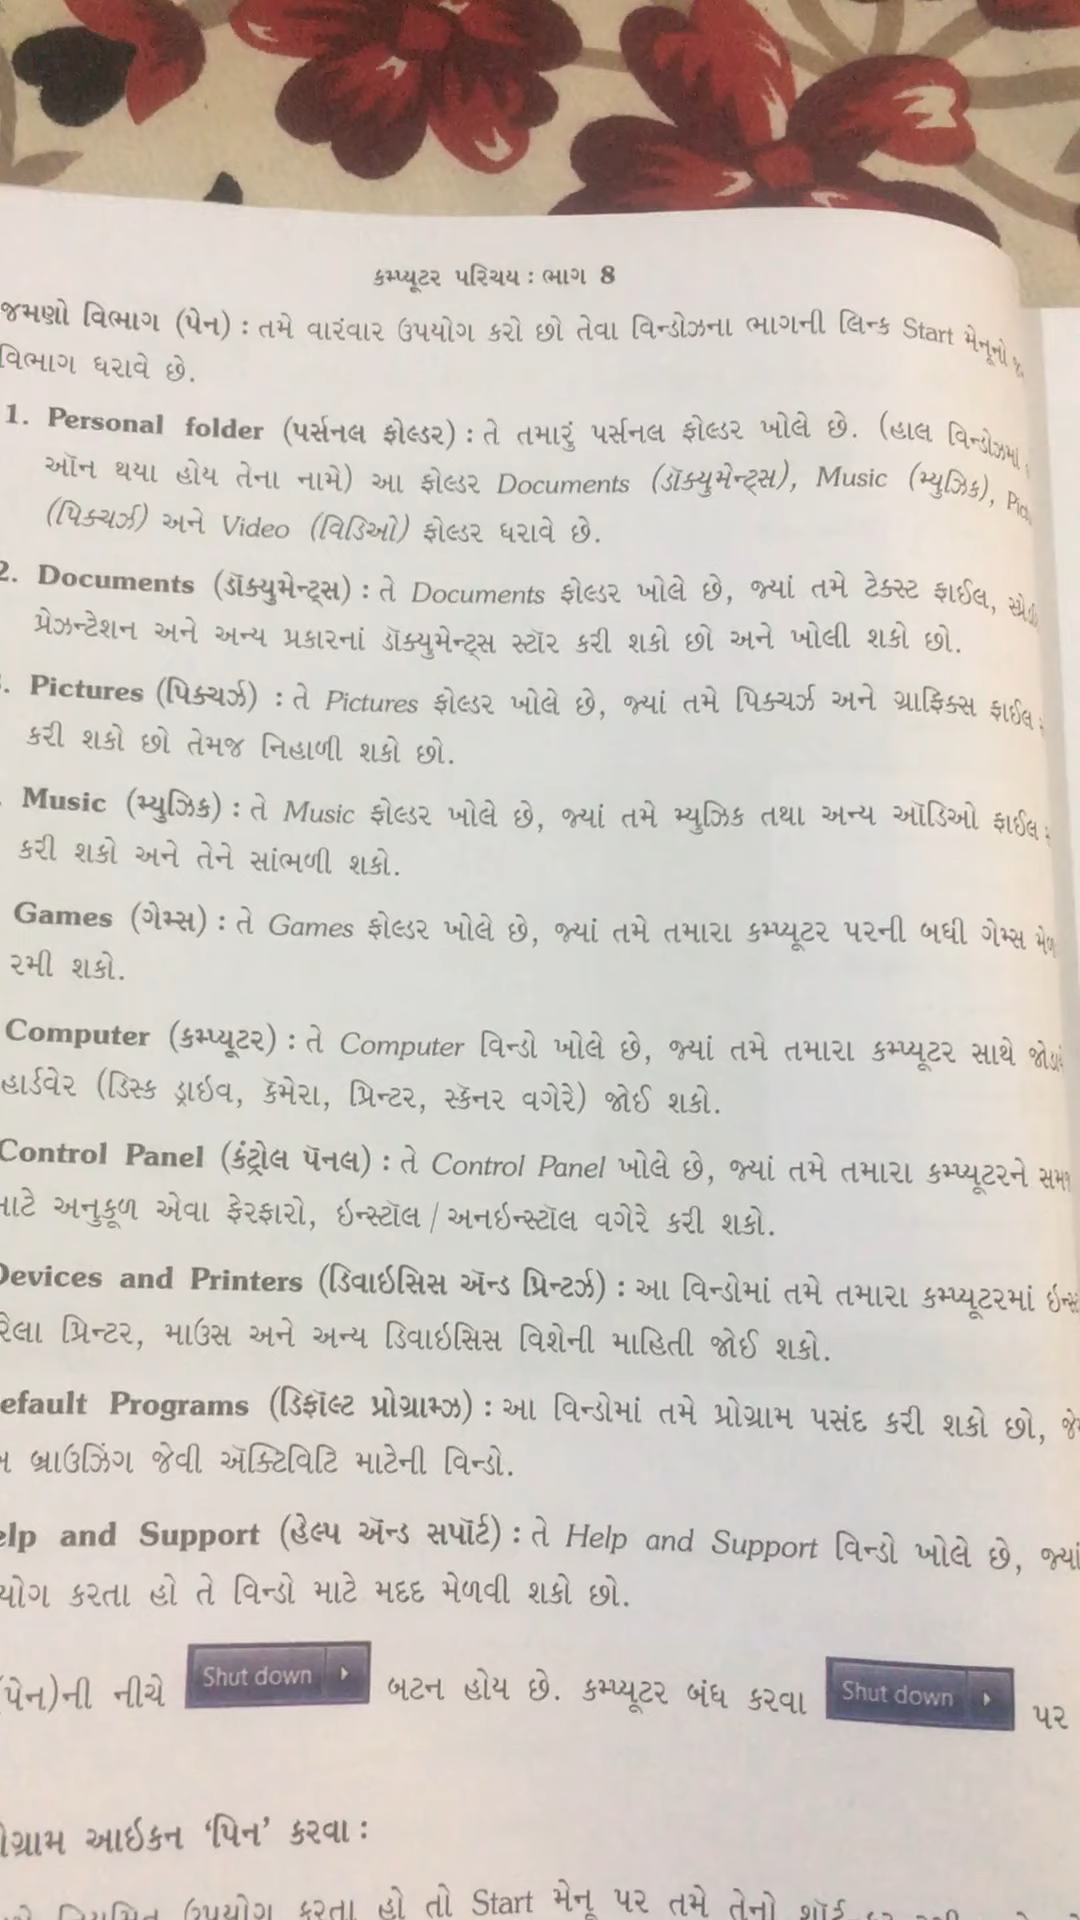 કમ્પ્યૂટર પરિચય : ભાગ 8
જમણો વિભાગ (પેન) : તમે વારંવાર ઉપયોગ કરો છો તેવા વિન્ડોઝના ભાગની લિન્ક Start મેનૂનો
વિભાગ ધરાવે છે.
1. Personal folder (પર્સનલ ફોલ્ડર) : તે તમારું પર્સનલ ફોલ્ડર ખોલે છે. (હાલ વિન્ડોઝમાં
ઑન થયા હોય તેના નામે) આ ફોલ્ડર Documents (ડૉક્યુમેન્ટ્સ), Music (મ્યુઝિક),
(પિક્ચર્ઝ) અને Video (વિડિઓ) ફોલ્ડર ધરાવે છે.
2. Documents (ડૉક્યુમેન્ટ્સ) : તે Documents ફોલ્ડર ખોલે છે, જ્યાં તમે ટેક્સ્ટ ફાઈલ,
પ્રેઝન્ટેશન અને અન્ય પ્રકારનાં ડૉક્યુમેન્ટ્સ સ્ટૉર કરી શકો છો અને ખોલી શકો છો.
Pictures (પિક્ચર્ઝ) : તે Pictures ફોલ્ડર ખોલે છે, જ્યાં તમે પિક્ચર્ઝ અને ગ્રાફિક્સ ફાઈલ
કરી શકો છો તેમજ નિહાળી શકો છો.
Music (મ્યુઝિક) : તે Music ફોલ્ડર ખોલે છે, જ્યાં તમે મ્યુઝિક તથા અન્ય ઑડિઓ ફાઈલ
કરી શકો અને તેને સાંભળી શકો.
Games (ગેમ્સ) : તે Games ફોલ્ડર ખોલે છે, જ્યાં તમે તમારા કમ્પ્યૂટર પરની બધી ગેમ્સ
રમી શકો.
Computer (કમ્પ્યૂટર) : તે Computer વિન્ડો ખોલે છે, જ્યાં તમે તમારા કમ્પ્યૂટર સાથે
હાર્ડવેર (ડિસ્ક ડ્રાઇવ, કૅમેરા, પ્રિન્ટર, સ્કૅનર વગેરે) જોઈ શકો.
Control Panel (કંટ્રોલ પૅનલ) : તે Control Panel ખોલે છે, જ્યાં તમે તમારા કમ્પ્યૂટરને
માટે અનુકૂળ એવા ફેરફારો, ઇન્સ્ટૉલ / અનઇન્સ્ટૉલ વગેરે કરી શકો.
Devices and Printers (ડિવાઇસિસ ઍન્ડ પ્રિન્ટર્ઝ) : આ વિન્ડોમાં તમે તમારા કમ્પ્યૂટરમાં
પ્રિન્ટર, માઉસ અને અન્ય ડિવાઇસિસ વિશેની માહિતી જોઈ શકો.
efault Programs (ડિફૉલ્ટ પ્રોગ્રામ્ઝ) : આ વિન્ડોમાં તમે પ્રોગ્રામ પસંદ કરી શકો છો,
બ્રાઉઝિંગ જેવી ઍક્ટિવિટિ માટેની વિન્ડો.
elp and Support (હેલ્પ ઍન્ડ સપૉર્ટ) : તે Help and Support વિન્ડો ખોલે છે, જ્યાં
યોગ કરતા હો તે વિન્ડો માટે મદદ મેળવી શકો છો.
(પેન)ની નીચે Shut down બટન હોય છે. કમ્પ્યૂટર બંધ કરવા Shut down પર
ગ્રામ આઇકન ‘પિન’ કરવા :
ઉપયોગ કરતા હો તો Start મેનૂ પર તમે તેનો